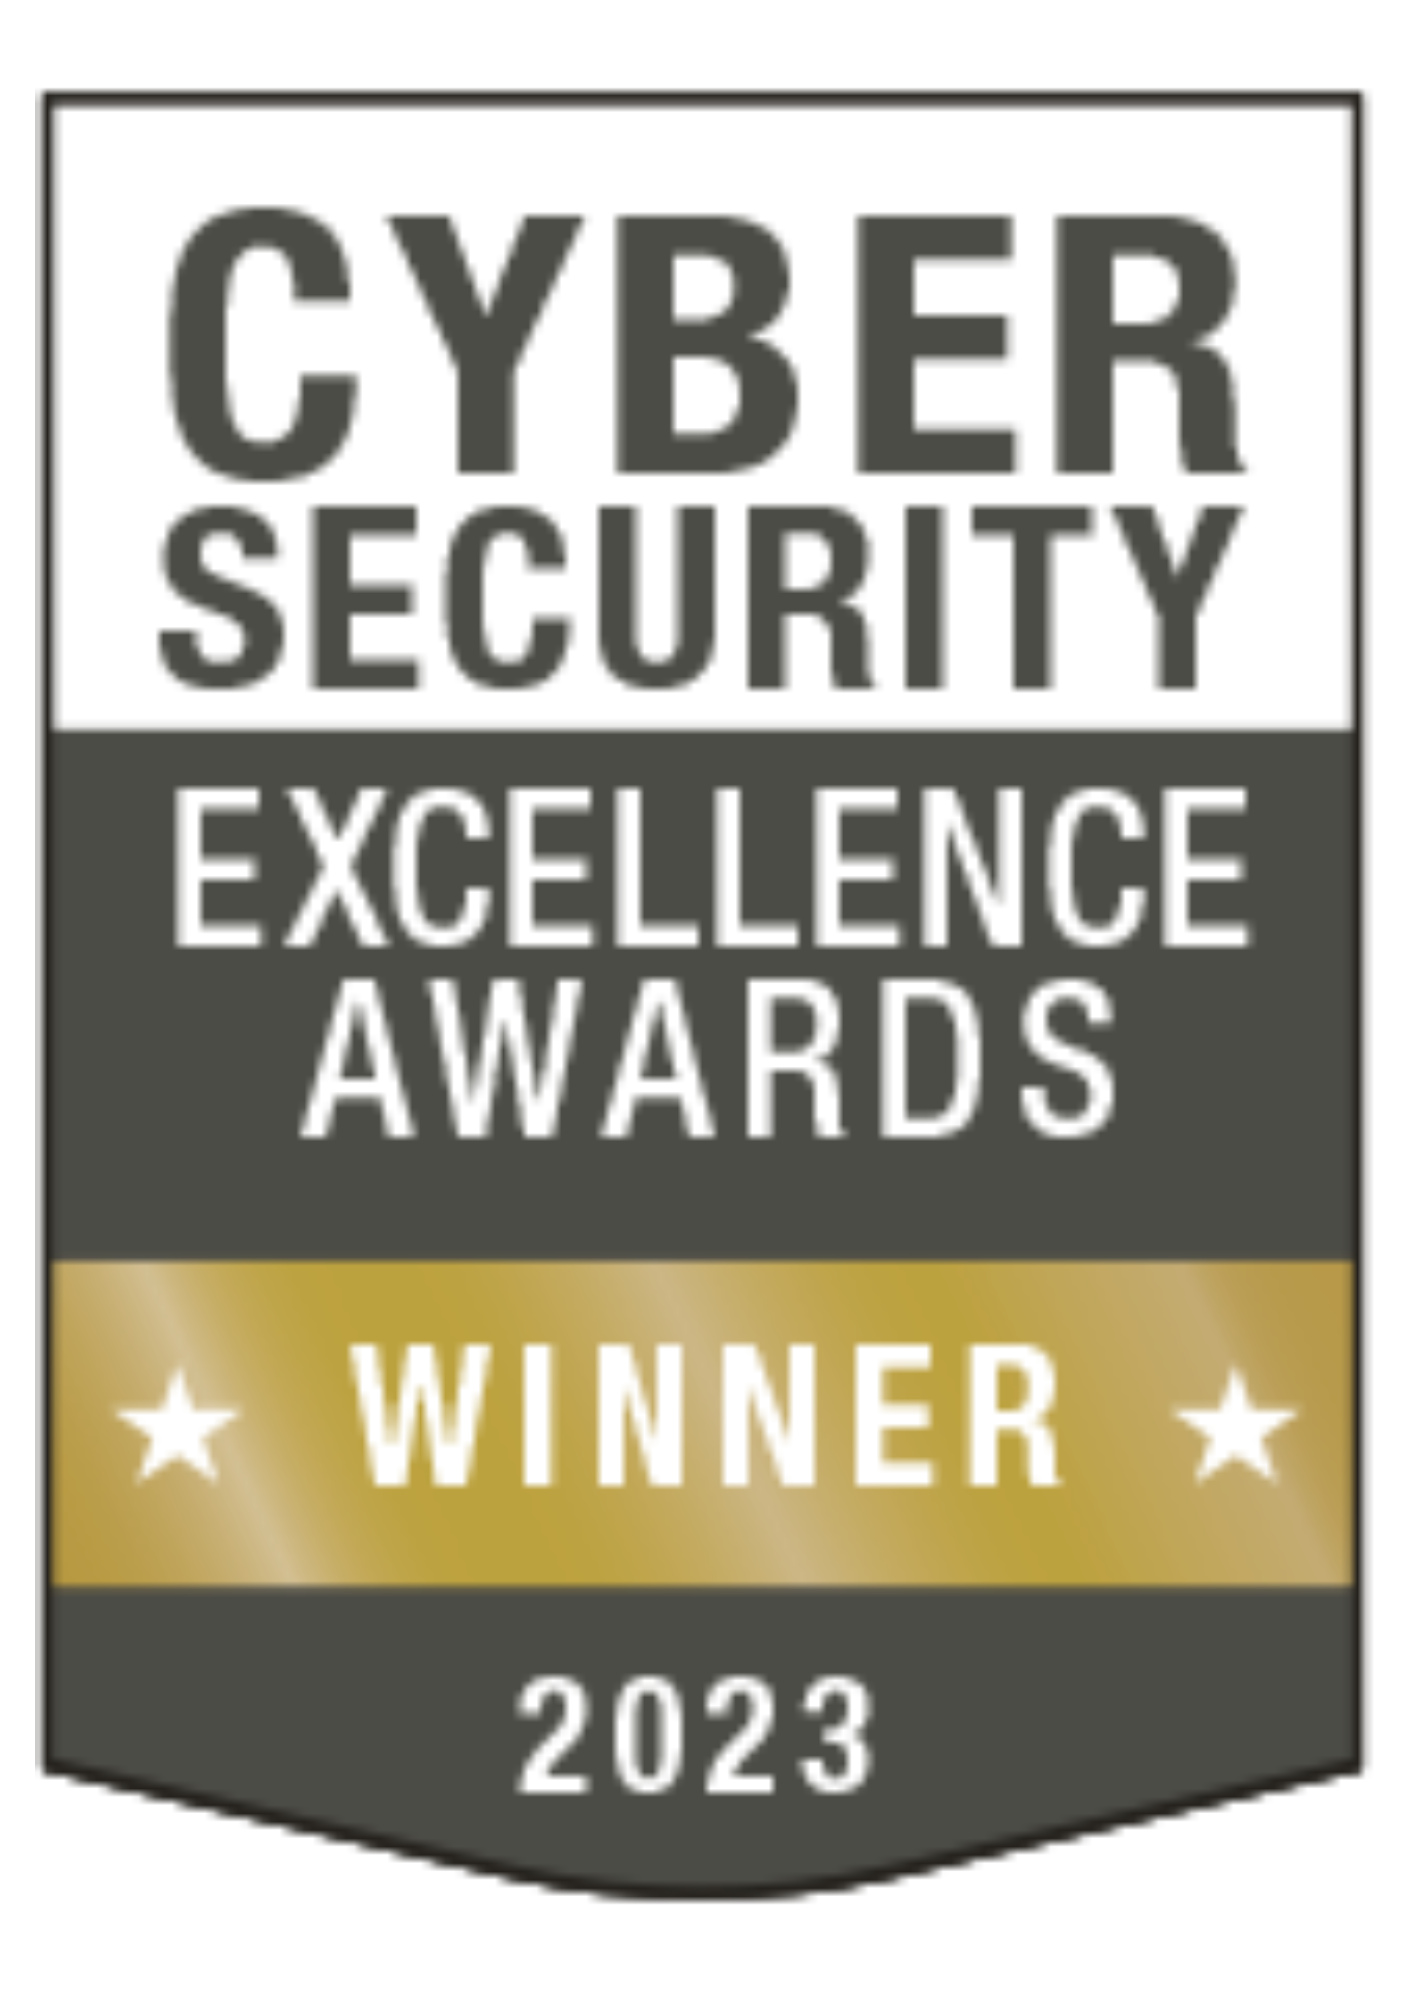 CYBER
SECURITY
EXCELLENCE
AWARDS
★ WINNER ★
2023